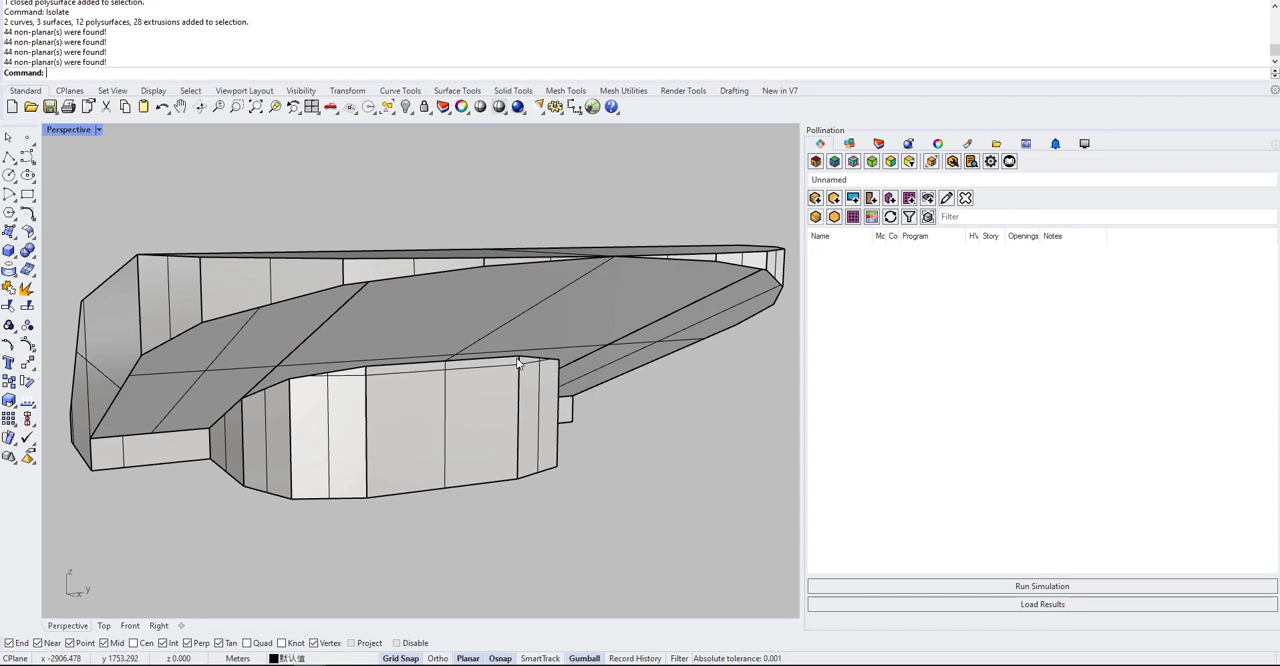 1 closed polysurface added to selection.
Command: Isolate
2 curves, 3 surfaces, 12 polysurfaces, 28 extrusions added to selection.
44 non-planar(s) were found!
44 non-planar(s) were found!
44 non-planar(s) were found!
44 non-planar(s) were found!
Command:
Standard CPlanes Set View Display Select Viewport Layout Visibility Transform Curve Tools Surface Tools Solid Tools Mesh Tools Mesh Utilities Render Tools Drafting New in V7
Perspective
Pollination
Unnamed
Filter
Name Mc Co Program HV Story Openings Notes
z
y
x
Run Simulation
Load Results
Perspective Top Front Right
End Near Point Mid Cen Int Perp Tan Quad Knot Vertex Project Disable
CPlane x -2906.478 y 1753.292 z 0.000 Meters 默认值 Grid Snap Ortho Planar Osnap SmartTrack Gumball Record History Filter Absolute tolerance: 0.001